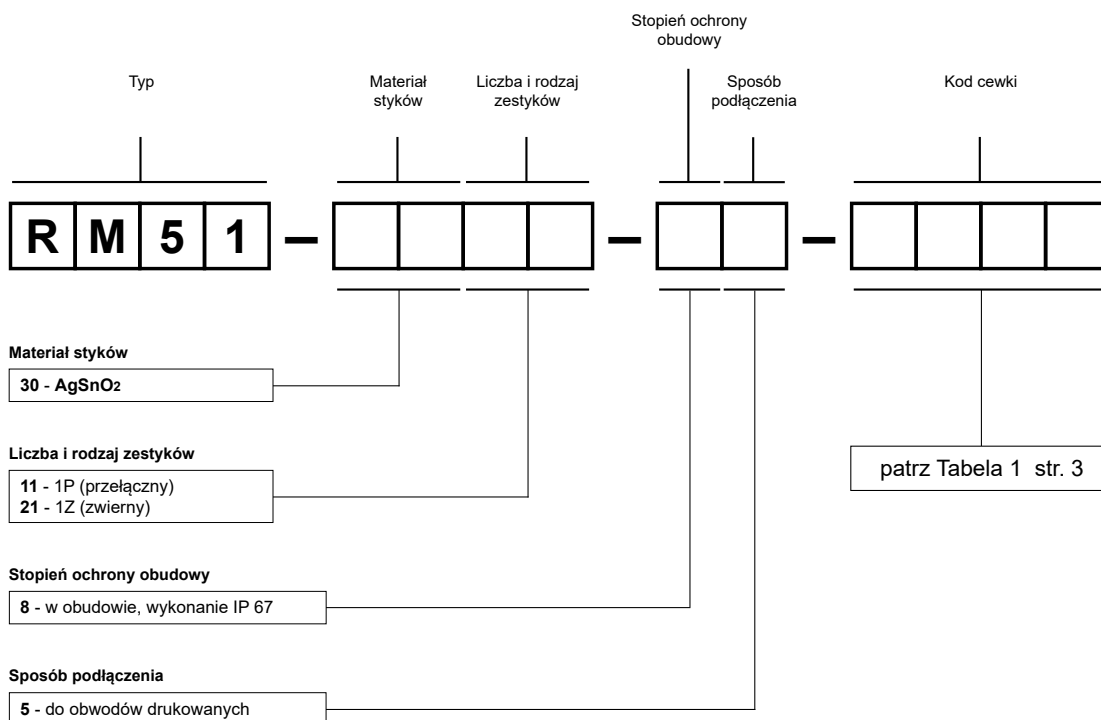 Stopień ochrony
obudowy
Typ
Materiał
styków
Liczba i rodzaj
zestyków
Sposób
podłączenia
Kod cewki
R M 5 1 – – –
Materiał styków
30 - AgSnO2
Liczba i rodzaj zestyków
11 - 1P (przełączny)
21 - 1Z (zwierny)
patrz Tabela 1 str. 3
Stopień ochrony obudowy
8 - w obudowie, wykonanie IP 67
Sposób podłączenia
5 - do obwodów drukowanych